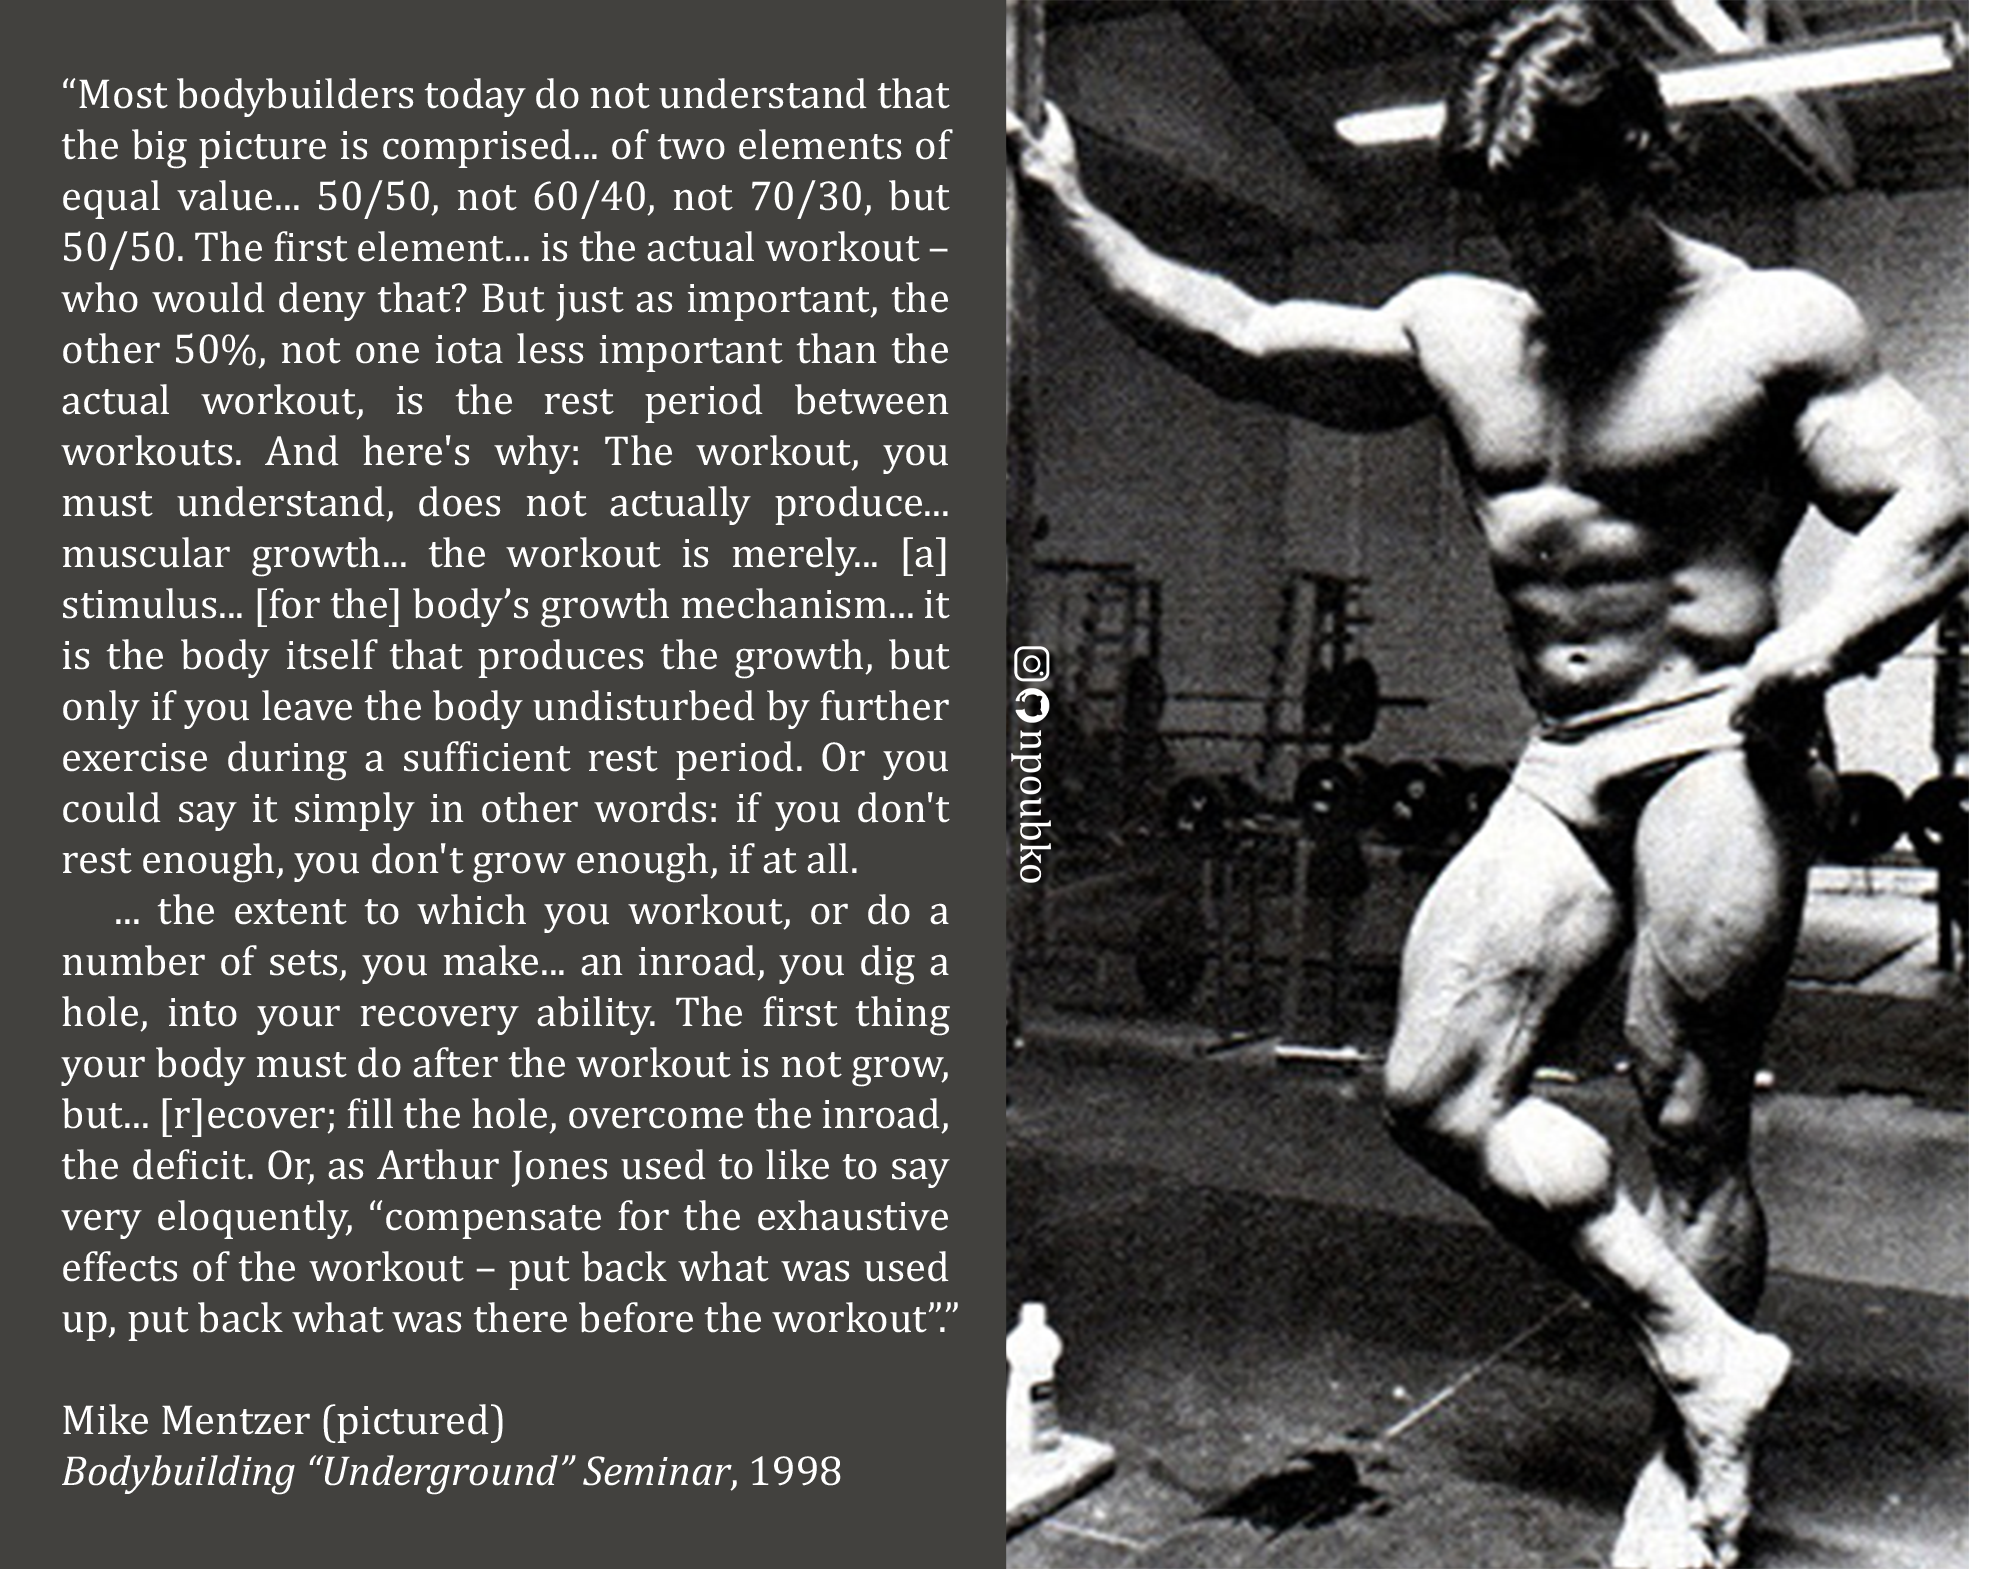 “Most bodybuilders today do not understand that
the big picture is comprised... of two elements of
equal value... 50/50, not 60/40, not 70/30, but
50/50. The first element... is the actual workout –
who would deny that? But just as important, the
other 50%, not one iota less important than the
actual workout, is the rest period between
workouts. And here's why: The workout, you
must understand, does not actually produce...
muscular growth... the workout is merely... [a]
stimulus... [for the] body’s growth mechanism... it
is the body itself that produces the growth, but
only if you leave the body undisturbed by further
exercise during a sufficient rest period. Or you
could say it simply in other words: if you don't
rest enough, you don't grow enough, if at all.
... the extent to which you workout, or do a
number of sets, you make... an inroad, you dig a
hole, into your recovery ability. The first thing
your body must do after the workout is not grow,
but... [r]ecover; fill the hole, overcome the inroad,
the deficit. Or, as Arthur Jones used to like to say
very eloquently, “compensate for the exhaustive
effects of the workout – put back what was used
up, put back what was there before the workout”.”
Mike Mentzer (pictured)
Bodybuilding “Underground” Seminar, 1998
npoubko